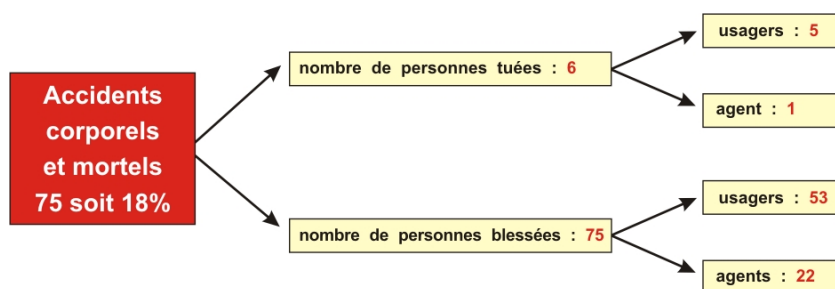 Accidents
corporels
et mortels
75 soit 18%
nombre de personnes tuées : 6
usagers : 5
agent : 1
nombre de personnes blessées : 75
usagers : 53
agents : 22